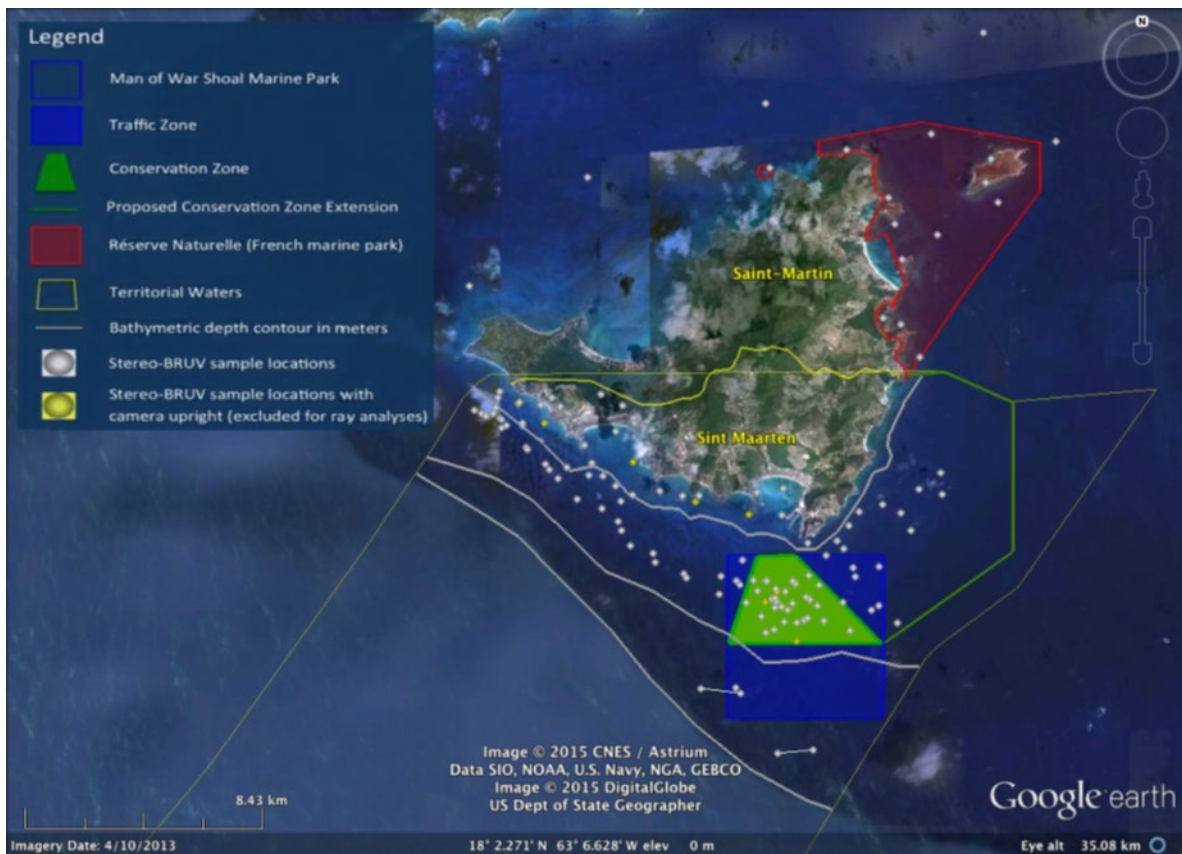 Legend
Man of War Shoal Marine Park
Traffic Zone
Conservation Zone
Proposed Conservation Zone Extension
Réserve Naturelle (French marine park)
Territorial Waters
Bathymetric depth contour in meters
Stereo-BRUV sample locations
Stereo-BRUV sample locations with
camera upright (excluded for ray analyses)
N
Saint-Martin
Sint Maarten
Image © 2015 CNES / Astrium
Data SIO, NOAA, U.S. Navy, NGA, GEBCO
Image © 2015 DigitalGlobe
US Dept of State Geographer
Google earth
8.43 km
Imagery Date: 4/10/2013
18° 2.271' N 63° 6.628' W elev 0 m
Eye alt 35.08 km